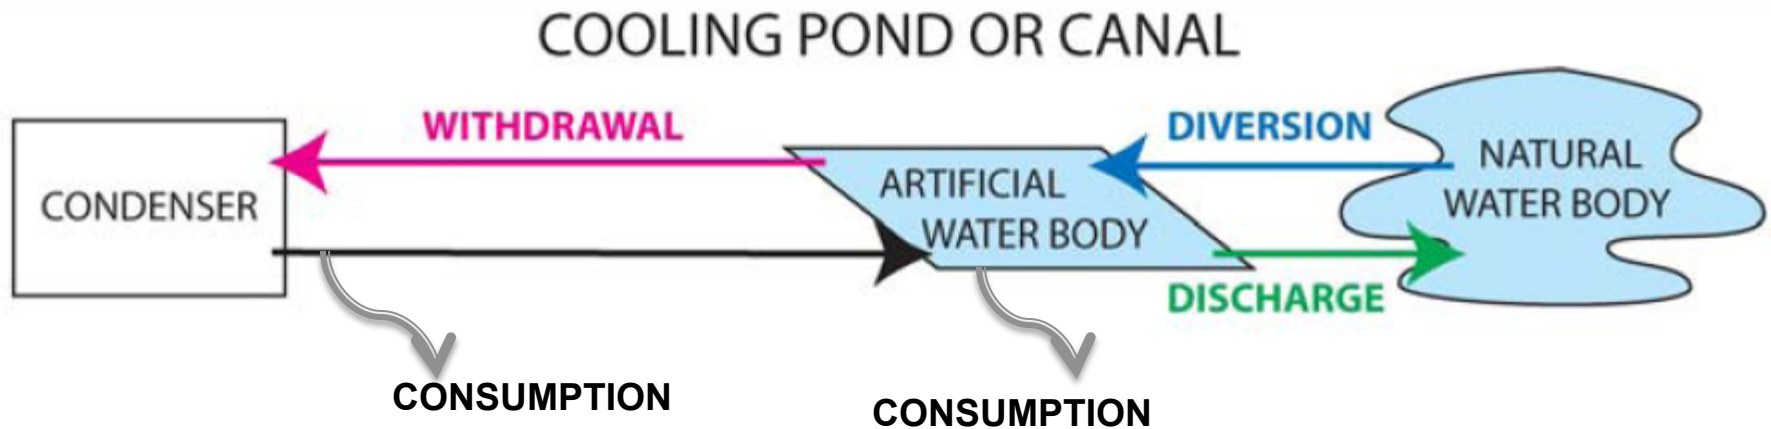 COOLING POND OR CANAL
WITHDRAWAL
DIVERSION
CONDENSER
ARTIFICIAL
WATER BODY
NATURAL
WATER BODY
DISCHARGE
CONSUMPTION
CONSUMPTION